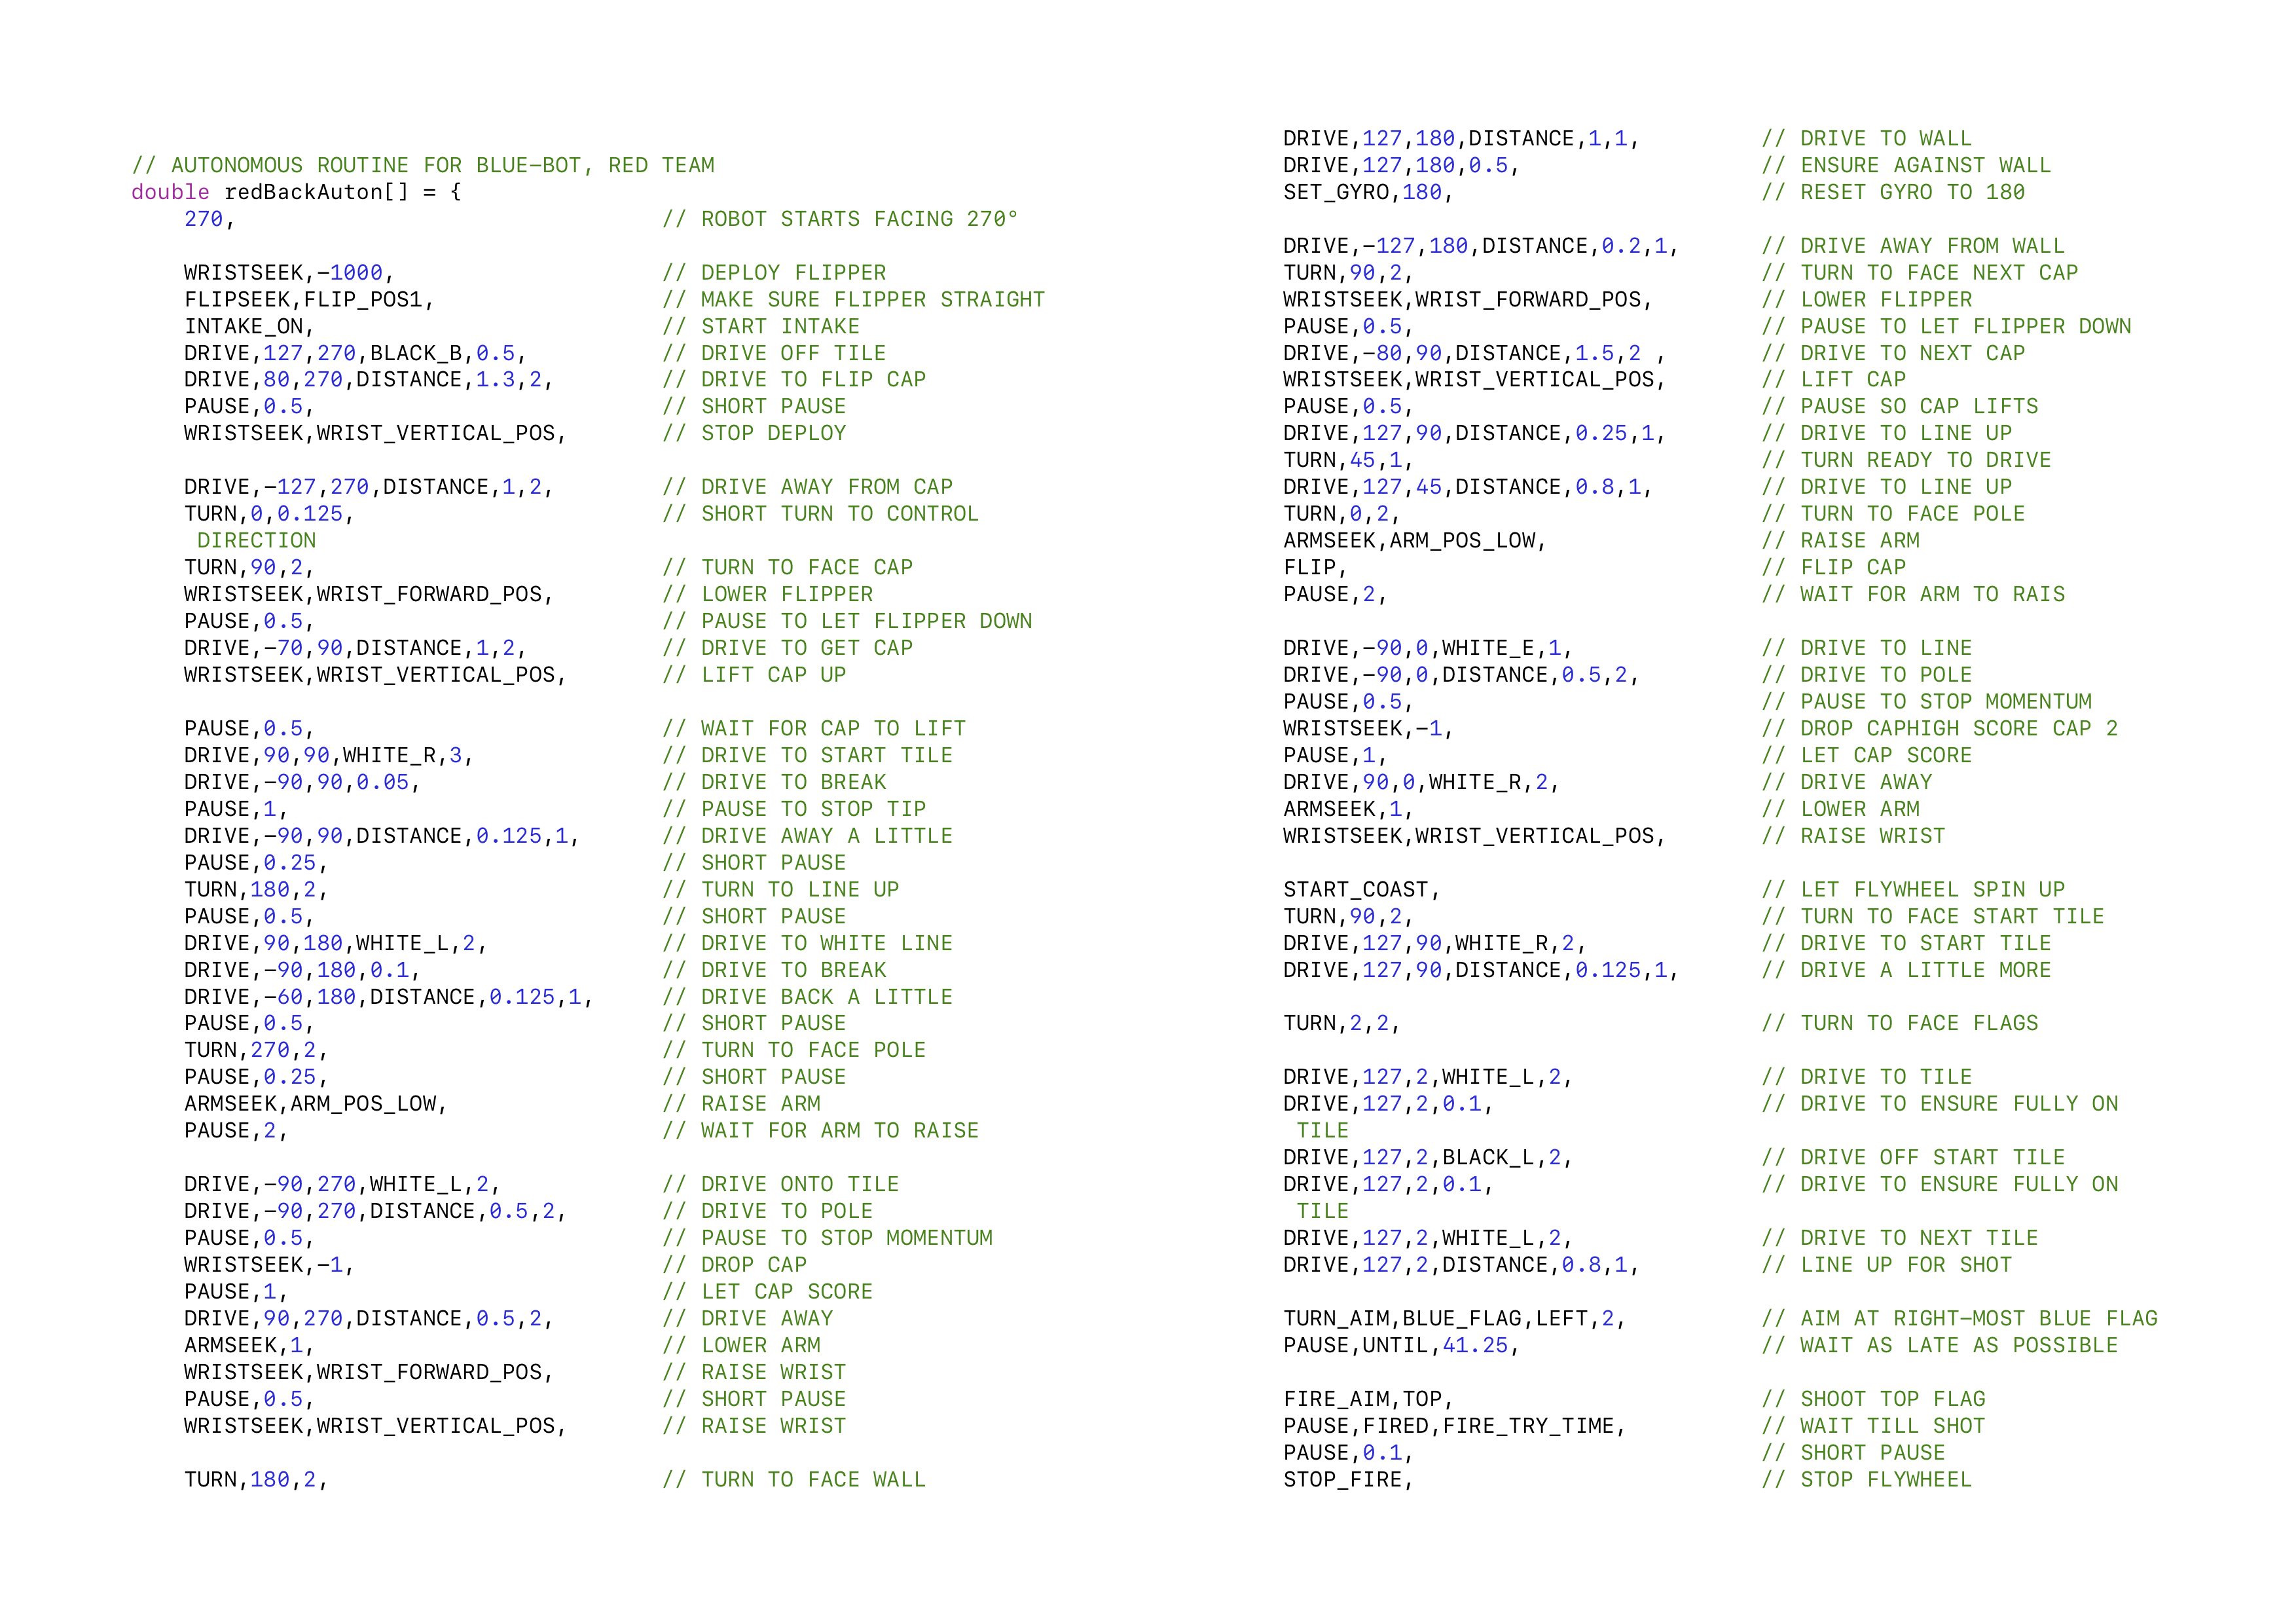 // AUTONOMOUS ROUTINE FOR BLUE-BOT, RED TEAM
double redBackAuton[] = {
270, // ROBOT STARTS FACING 270°
WRISTSEEK,-1000, // DEPLOY FLIPPER
FLIPSEEK,FLIP_POS1, // MAKE SURE FLIPPER STRAIGHT
INTAKE_ON, // START INTAKE
DRIVE,127,270,BLACK_B,0.5, // DRIVE OFF TILE
DRIVE,80,270,DISTANCE,1.3,2, // DRIVE TO FLIP CAP
PAUSE,0.5, // SHORT PAUSE
WRISTSEEK,WRIST_VERTICAL_POS, // STOP DEPLOY
DRIVE,-127,270,DISTANCE,1,2, // DRIVE AWAY FROM CAP
TURN,0,0.125, // SHORT TURN TO CONTROL
DIRECTION
TURN,90,2, // TURN TO FACE CAP
WRISTSEEK,WRIST_FORWARD_POS, // LOWER FLIPPER
PAUSE,0.5, // PAUSE TO LET FLIPPER DOWN
DRIVE,-70,90,DISTANCE,1,2, // DRIVE TO GET CAP
WRISTSEEK,WRIST_VERTICAL_POS, // LIFT CAP UP
PAUSE,0.5, // WAIT FOR CAP TO LIFT
DRIVE,90,90,WHITE_R,3, // DRIVE TO START TILE
DRIVE,-90,90,0.05, // DRIVE TO BREAK
PAUSE,1, // PAUSE TO STOP TIP
DRIVE,-90,90,DISTANCE,0.125,1, // DRIVE AWAY A LITTLE
PAUSE,0.25, // SHORT PAUSE
TURN,180,2, // TURN TO LINE UP
PAUSE,0.5, // SHORT PAUSE
DRIVE,90,180,WHITE_L,2, // DRIVE TO WHITE LINE
DRIVE,-90,180,0.1, // DRIVE TO BREAK
DRIVE,-60,180,DISTANCE,0.125,1, // DRIVE BACK A LITTLE
PAUSE,0.5, // SHORT PAUSE
TURN,270,2, // TURN TO FACE POLE
PAUSE,0.25, // SHORT PAUSE
ARMSEEK,ARM_POS_LOW, // RAISE ARM
PAUSE,2, // WAIT FOR ARM TO RAISE
DRIVE,-90,270,WHITE_L,2, // DRIVE ONTO TILE
DRIVE,-90,270,DISTANCE,0.5,2, // DRIVE TO POLE
PAUSE,0.5, // PAUSE TO STOP MOMENTUM
WRISTSEEK,-1, // DROP CAP
PAUSE,1, // LET CAP SCORE
DRIVE,90,270,DISTANCE,0.5,2, // DRIVE AWAY
ARMSEEK,1, // LOWER ARM
WRISTSEEK,WRIST_FORWARD_POS, // RAISE WRIST
PAUSE,0.5, // SHORT PAUSE
WRISTSEEK,WRIST_VERTICAL_POS, // RAISE WRIST
TURN,180,2, // TURN TO FACE WALL
DRIVE,127,180,DISTANCE,1,1, // DRIVE TO WALL
DRIVE,127,180,0.5, // ENSURE AGAINST WALL
SET_GYRO,180, // RESET GYRO TO 180
DRIVE,-127,180,DISTANCE,0.2,1, // DRIVE AWAY FROM WALL
TURN,90,2, // TURN TO FACE NEXT CAP
WRISTSEEK,WRIST_FORWARD_POS, // LOWER FLIPPER
PAUSE,0.5, // PAUSE TO LET FLIPPER DOWN
DRIVE,-80,90,DISTANCE,1.5,2 , // DRIVE TO NEXT CAP
WRISTSEEK,WRIST_VERTICAL_POS, // LIFT CAP
PAUSE,0.5, // PAUSE SO CAP LIFTS
DRIVE,127,90,DISTANCE,0.25,1, // DRIVE TO LINE UP
TURN,45,1, // TURN READY TO DRIVE
DRIVE,127,45,DISTANCE,0.8,1, // DRIVE TO LINE UP
TURN,0,2, // TURN TO FACE POLE
ARMSEEK,ARM_POS_LOW, // RAISE ARM
FLIP, // FLIP CAP
PAUSE,2, // WAIT FOR ARM TO RAIS
DRIVE,-90,0,WHITE_E,1, // DRIVE TO LINE
DRIVE,-90,0,DISTANCE,0.5,2, // DRIVE TO POLE
PAUSE,0.5, // PAUSE TO STOP MOMENTUM
WRISTSEEK,-1, // DROP CAPHIGH SCORE CAP 2
PAUSE,1, // LET CAP SCORE
DRIVE,90,0,WHITE_R,2, // DRIVE AWAY
ARMSEEK,1, // LOWER ARM
WRISTSEEK,WRIST_VERTICAL_POS, // RAISE WRIST
START_COAST, // LET FLYWHEEL SPIN UP
TURN,90,2, // TURN TO FACE START TILE
DRIVE,127,90,WHITE_R,2, // DRIVE TO START TILE
DRIVE,127,90,DISTANCE,0.125,1, // DRIVE A LITTLE MORE
TURN,2,2, // TURN TO FACE FLAGS
DRIVE,127,2,WHITE_L,2, // DRIVE TO TILE
DRIVE,127,2,0.1, // DRIVE TO ENSURE FULLY ON
TILE
DRIVE,127,2,BLACK_L,2, // DRIVE OFF START TILE
DRIVE,127,2,0.1, // DRIVE TO ENSURE FULLY ON
TILE
DRIVE,127,2,WHITE_L,2, // DRIVE TO NEXT TILE
DRIVE,127,2,DISTANCE,0.8,1, // LINE UP FOR SHOT
TURN_AIM,BLUE_FLAG,LEFT,2, // AIM AT RIGHT-MOST BLUE FLAG
PAUSE,UNTIL,41.25, // WAIT AS LATE AS POSSIBLE
FIRE_AIM,TOP, // SHOOT TOP FLAG
PAUSE,FIRED,FIRE_TRY_TIME, // WAIT TILL SHOT
PAUSE,0.1, // SHORT PAUSE
STOP_FIRE, // STOP FLYWHEEL